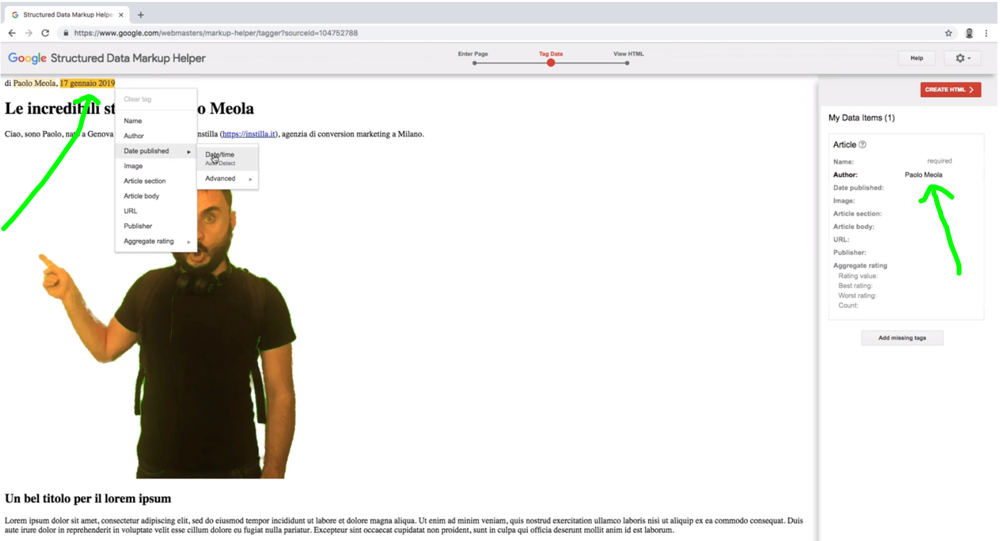 Structured Data Markup Helpe
https://www.google.com/webmasters/markup-helper/tagger?sourceId=104752788
Google Structured Data Markup Helper
Enter Page
Tag Data
View HTML
Help
di Paolo Meola, 17 gennaio 2019
CREATE HTML
Clear tag
Le incredibili st o Meola
Name
Ciao, sono Paolo, a Genova nstilla (https://instilla.it), agenzia di conversion marketing a Milano.
Author
Date published
Date/time
Auto Detect
Image
Advanced
Article section
Article body
URL
Publisher
Aggregate rating
My Data Items (1)
Article
Name: required
Author: Paolo Meola
Date published:
Image:
Article section:
Article body:
URL:
Publisher:
Aggregate rating
Rating value:
Best rating:
Worst rating:
Count:
Add missing tags
Un bel titolo per il lorem ipsum
Lorem ipsum dolor sit amet, consectetur adipiscing elit, sed do eiusmod tempor incididunt ut labore et dolore magna aliqua. Ut enim ad minim veniam, quis nostrud exercitation ullamco laboris nisi ut aliquip ex ea commodo consequat. Duis
aute irure dolor in reprehenderit in voluptate velit esse cillum dolore eu fugiat nulla pariatur. Excepteur sint occaecat cupidatat non proident, sunt in culpa qui officia deserunt mollit anim id est laborum.